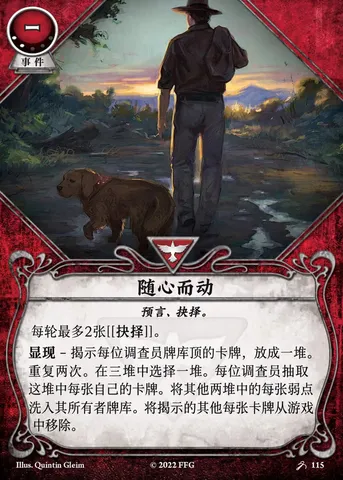 事件
随心而动
预言，抉择。
每轮最多2张[[抉择]]。
显现 – 揭示每位调查员牌库顶的卡牌，放成一堆。
重复两次。在三堆中选择一堆。每位调查员抽取
这堆中每张自己的卡牌。将其他两堆中的每张弱点
洗入其所有者牌库。将揭示的其他每张卡牌从游戏
中移除。
Illus. Quintin Gleim © 2022 FFG 115